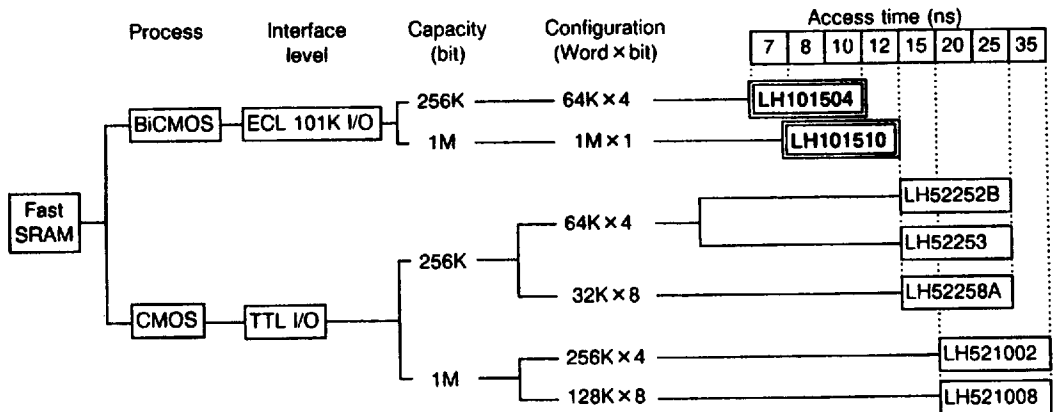 Process
Interface level
Capacity (bit)
Configuration (Word × bit)
Access time (ns)
7 8 10 12 15 20 25 35
Fast SRAM
BiCMOS
ECL 101K I/O
256K
64K × 4
LH101504
1M
1M × 1
LH101510
CMOS
TTL I/O
256K
64K × 4
LH52252B
LH52253
32K × 8
LH52258A
1M
256K × 4
LH521002
128K × 8
LH521008